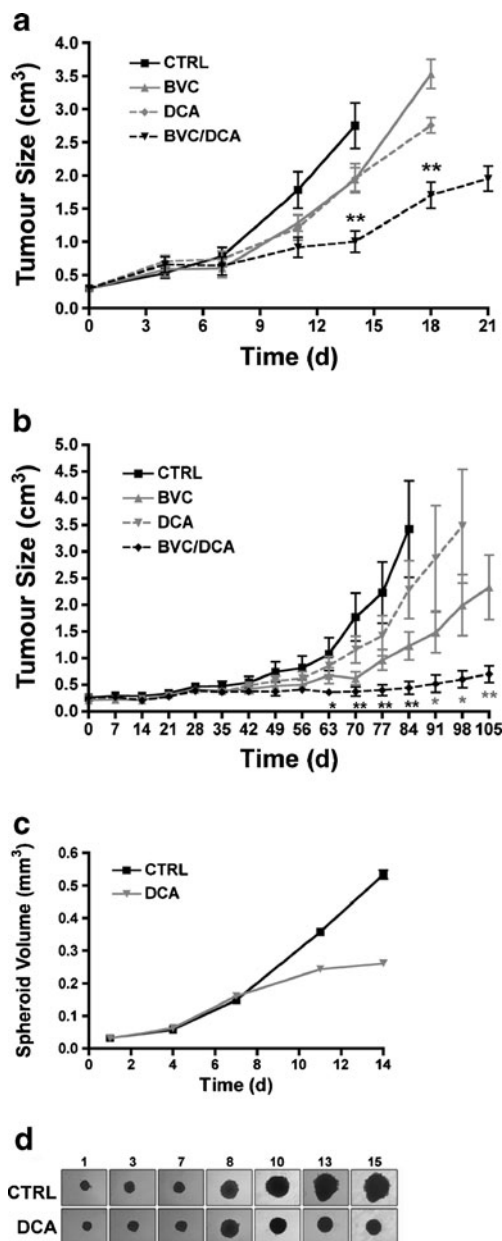 a
Tumour Size (cm³)
4.0
3.5
3.0
2.5
2.0
1.5
1.0
0.5
0.0
CTRL
BVC
DCA
BVC/DCA
**
**
0 3 6 9 12 15 18 21
Time (d)
b
Tumour Size (cm³)
5.0
4.5
4.0
3.5
3.0
2.5
2.0
1.5
1.0
0.5
0.0
CTRL
BVC
DCA
BVC/DCA
* ** ** ** * * **
0 7 14 21 28 35 42 49 56 63 70 77 84 91 98 105
Time (d)
c
Spheroid Volume (mm³)
0.6
0.5
0.4
0.3
0.2
0.1
0.0
CTRL
DCA
0 2 4 6 8 10 12 14
Time (d)
d
1 3 7 8 10 13 15
CTRL
DCA